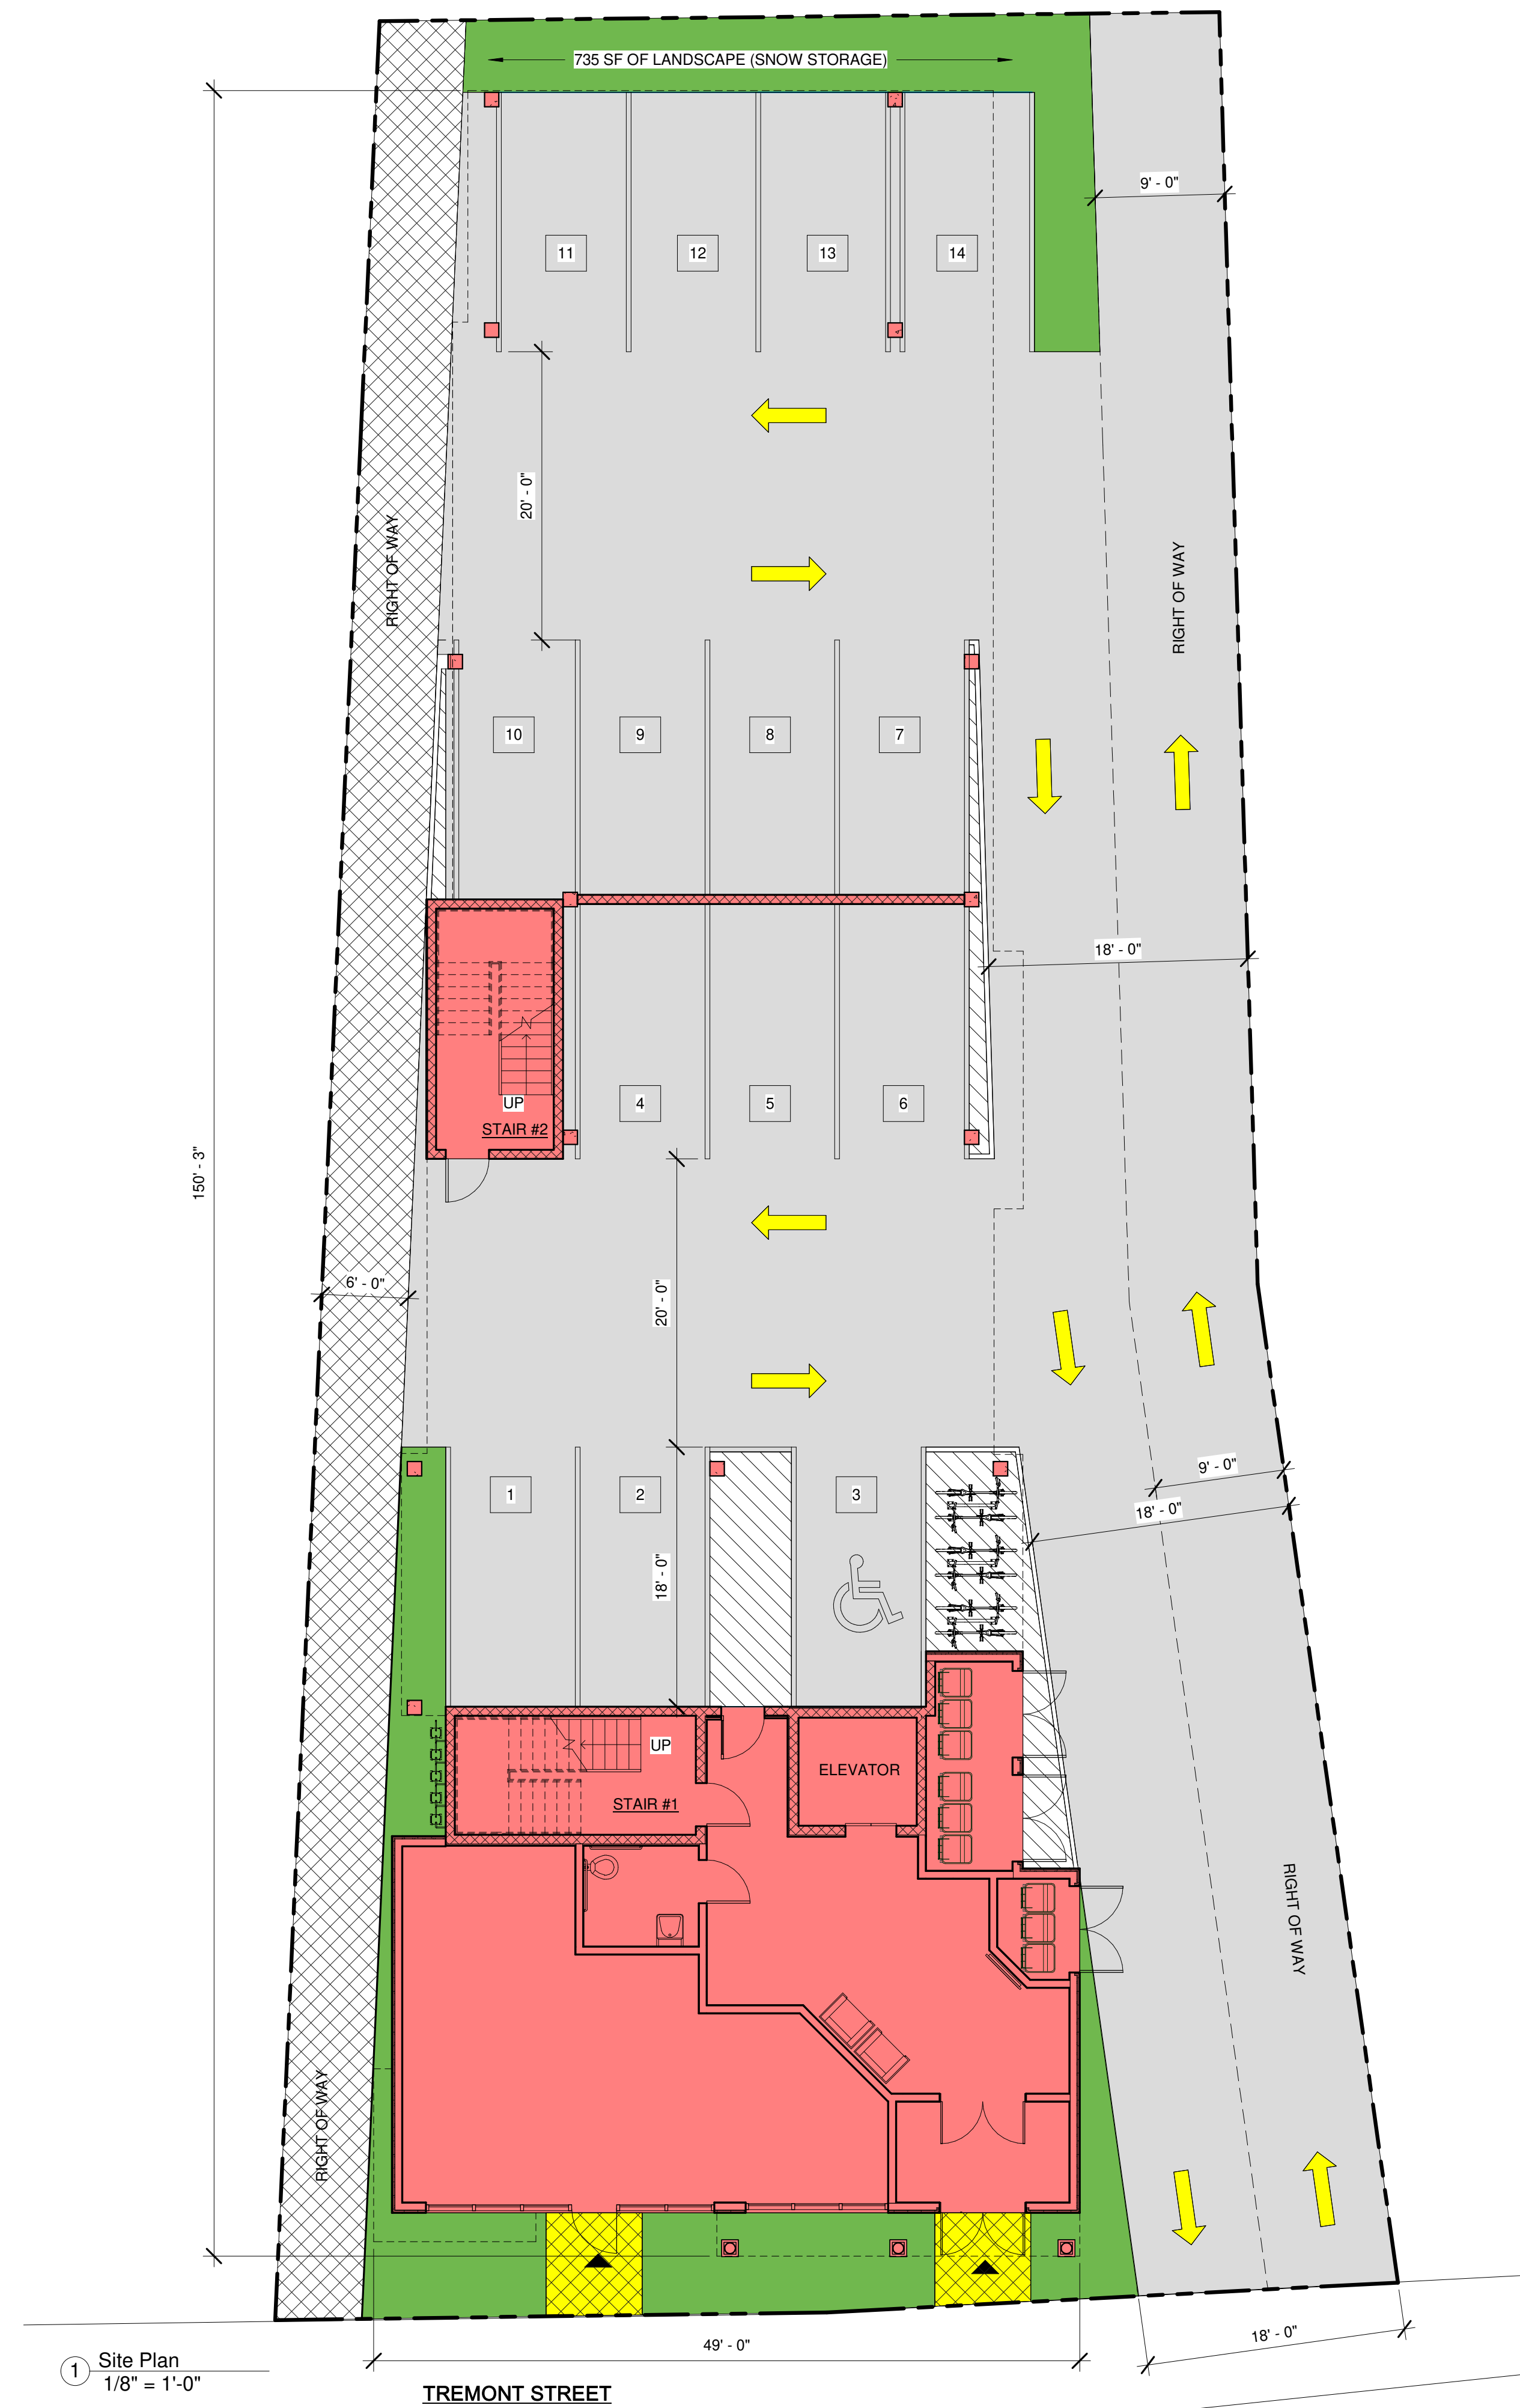 735 SF OF LANDSCAPE (SNOW STORAGE)
9' - 0"
11
12
13
14
20' - 0"
RIGHT OF WAY
RIGHT OF WAY
10
9
8
7
18' - 0"
4
5
6
UP
STAIR #2
150' - 3"
6' - 0"
20' - 0"
9' - 0"
18' - 0"
1
2
3
18' - 0"
UP
STAIR #1
ELEVATOR
RIGHT OF WAY
RIGHT OF WAY
49' - 0"
18' - 0"
1
Site Plan
1/8" = 1'-0"
TREMONT STREET